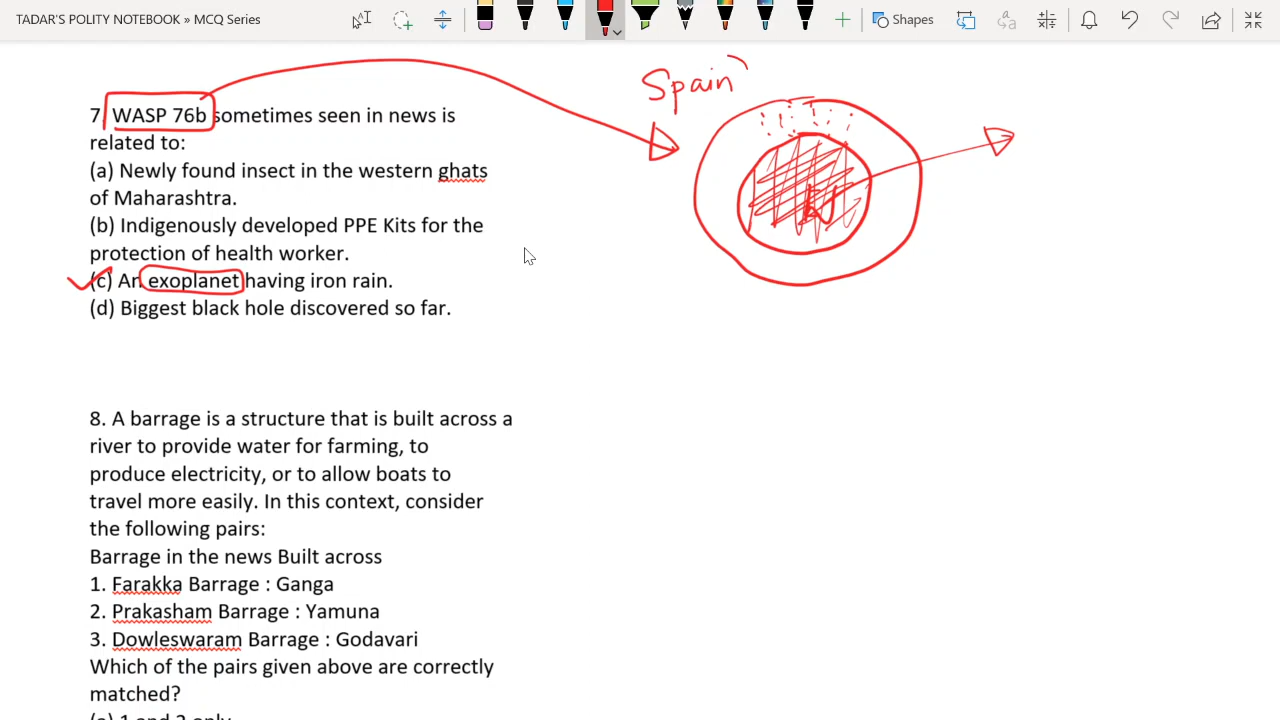 TADAR'S POLITY NOTEBOOK » MCQ Series
Shapes
Spain
7. WASP 76b sometimes seen in news is
related to:
(a) Newly found insect in the western ghats
of Maharashtra.
(b) Indigenously developed PPE Kits for the
protection of health worker.
(c) An exoplanet having iron rain.
(d) Biggest black hole discovered so far.
8. A barrage is a structure that is built across a
river to provide water for farming, to
produce electricity, or to allow boats to
travel more easily. In this context, consider
the following pairs:
Barrage in the news Built across
1. Farakka Barrage : Ganga
2. Prakasham Barrage : Yamuna
3. Dowleswaram Barrage : Godavari
Which of the pairs given above are correctly
matched?
(a) 1 and 2 only